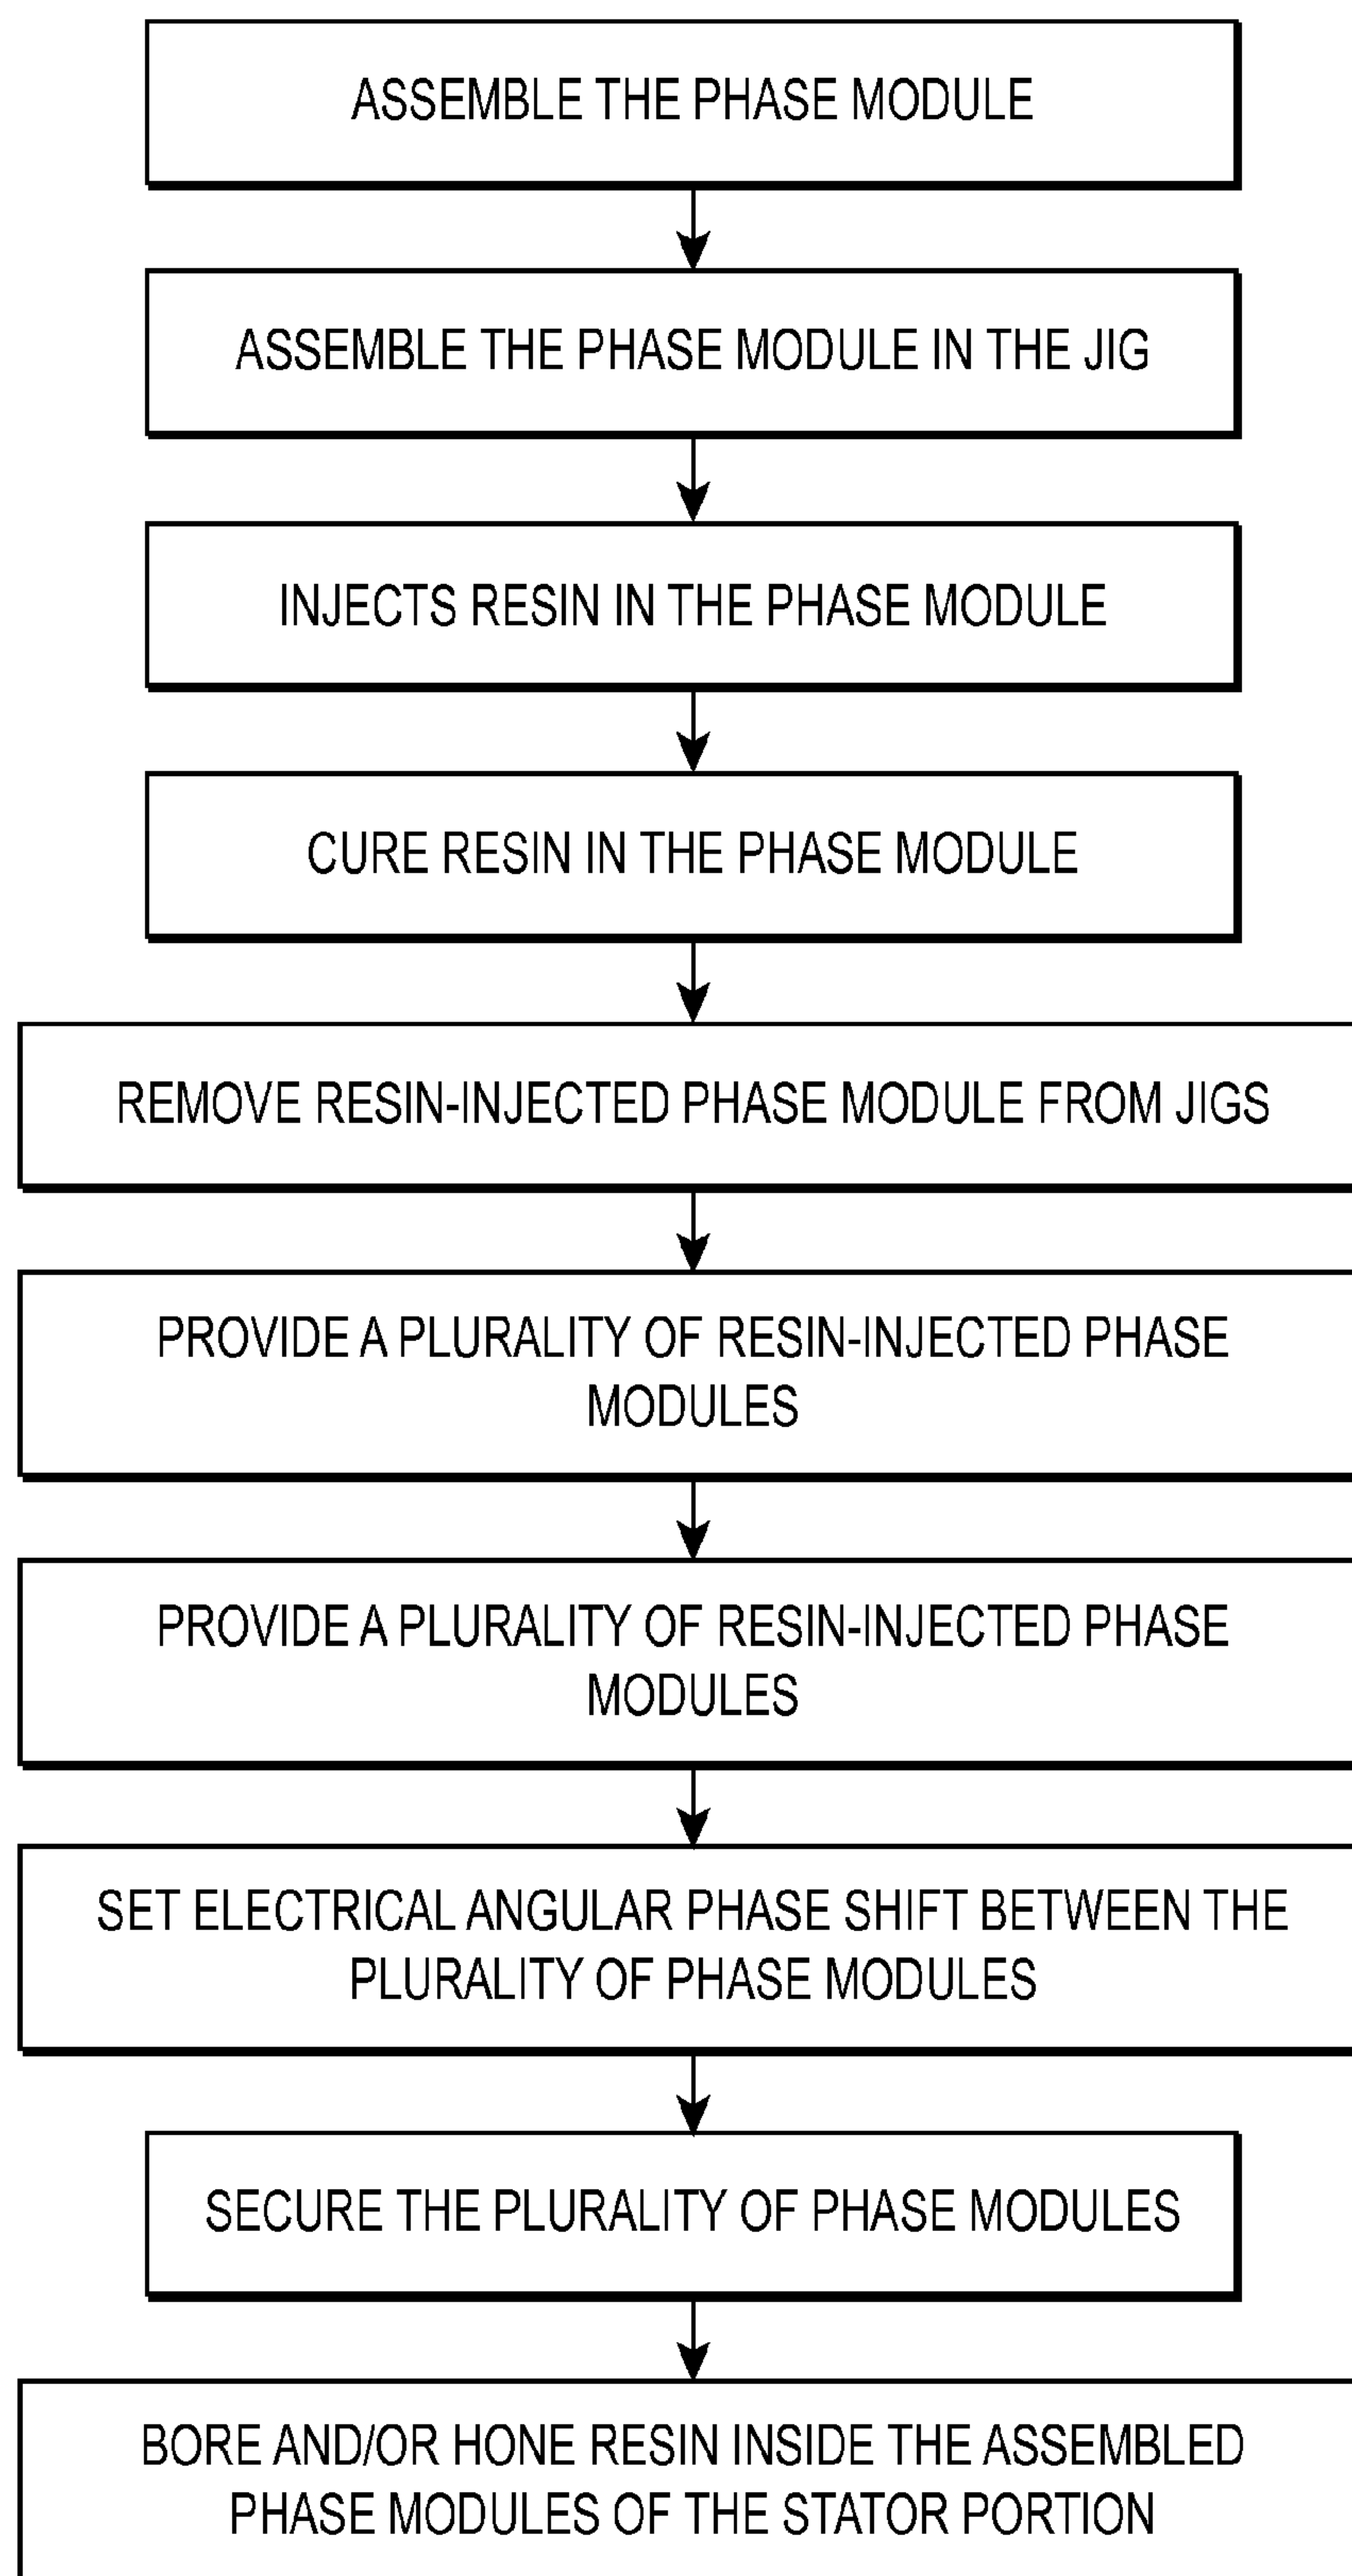 ASSEMBLE THE PHASE MODULE
ASSEMBLE THE PHASE MODULE IN THE JIG
INJECTS RESIN IN THE PHASE MODULE
CURE RESIN IN THE PHASE MODULE
REMOVE RESIN-INJECTED PHASE MODULE FROM JIGS
PROVIDE A PLURALITY OF RESIN-INJECTED PHASE
MODULES
PROVIDE A PLURALITY OF RESIN-INJECTED PHASE
MODULES
SET ELECTRICAL ANGULAR PHASE SHIFT BETWEEN THE
PLURALITY OF PHASE MODULES
SECURE THE PLURALITY OF PHASE MODULES
BORE AND/OR HONE RESIN INSIDE THE ASSEMBLED
PHASE MODULES OF THE STATOR PORTION